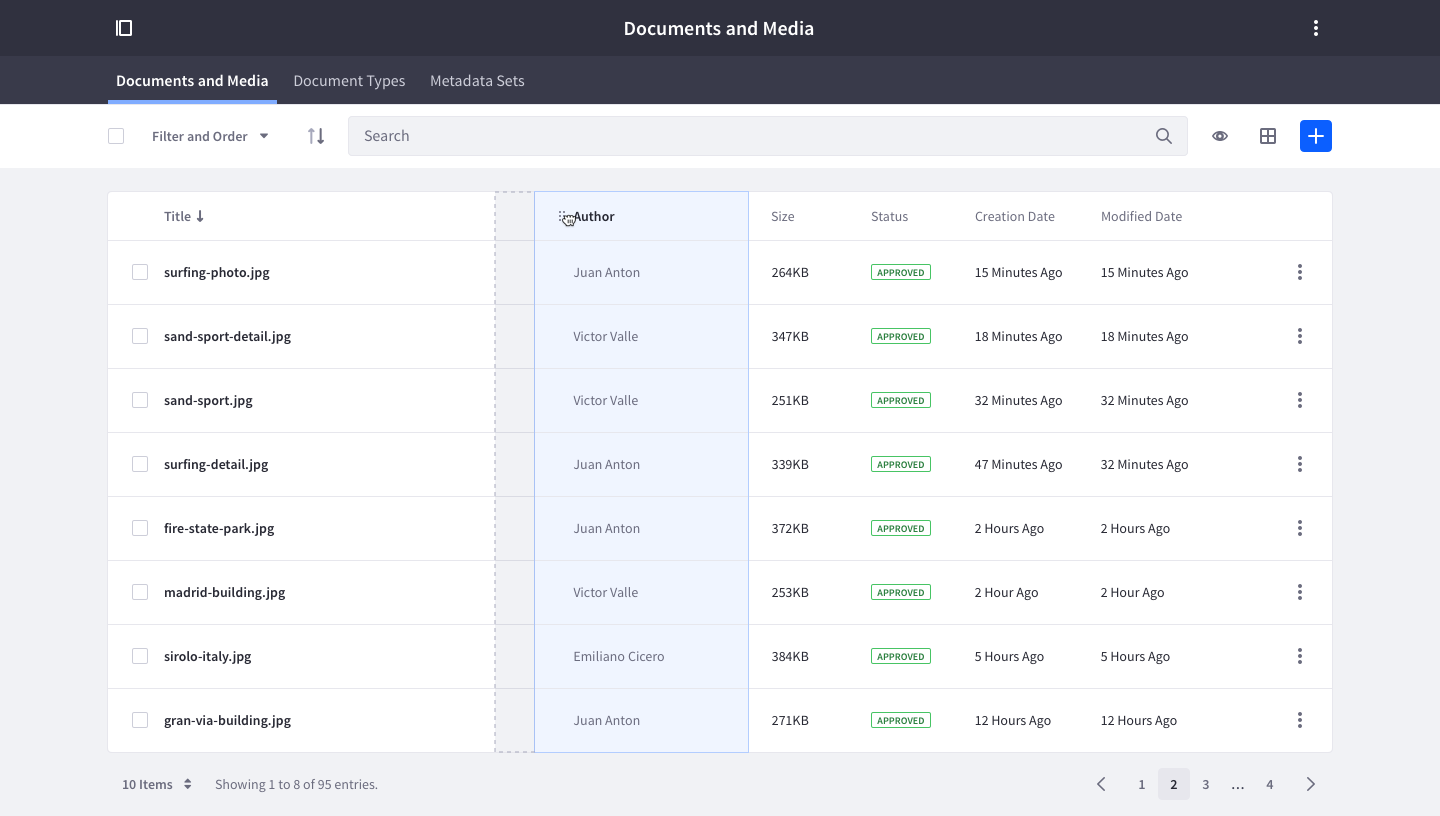 Documents and Media
Documents and Media Document Types Metadata Sets
Filter and Order Search
Title Author Size Status Creation Date Modified Date
surfing-photo.jpg Juan Anton 264KB APPROVED 15 Minutes Ago 15 Minutes Ago
sand-sport-detail.jpg Victor Valle 347KB APPROVED 18 Minutes Ago 18 Minutes Ago
sand-sport.jpg Victor Valle 251KB APPROVED 32 Minutes Ago 32 Minutes Ago
surfing-detail.jpg Juan Anton 339KB APPROVED 47 Minutes Ago 32 Minutes Ago
fire-state-park.jpg Juan Anton 372KB APPROVED 2 Hours Ago 2 Hours Ago
madrid-building.jpg Victor Valle 253KB APPROVED 2 Hour Ago 2 Hour Ago
sirolo-italy.jpg Emiliano Cicero 384KB APPROVED 5 Hours Ago 5 Hours Ago
gran-via-building.jpg Juan Anton 271KB APPROVED 12 Hours Ago 12 Hours Ago
10 Items Showing 1 to 8 of 95 entries. 1 2 3 ... 4